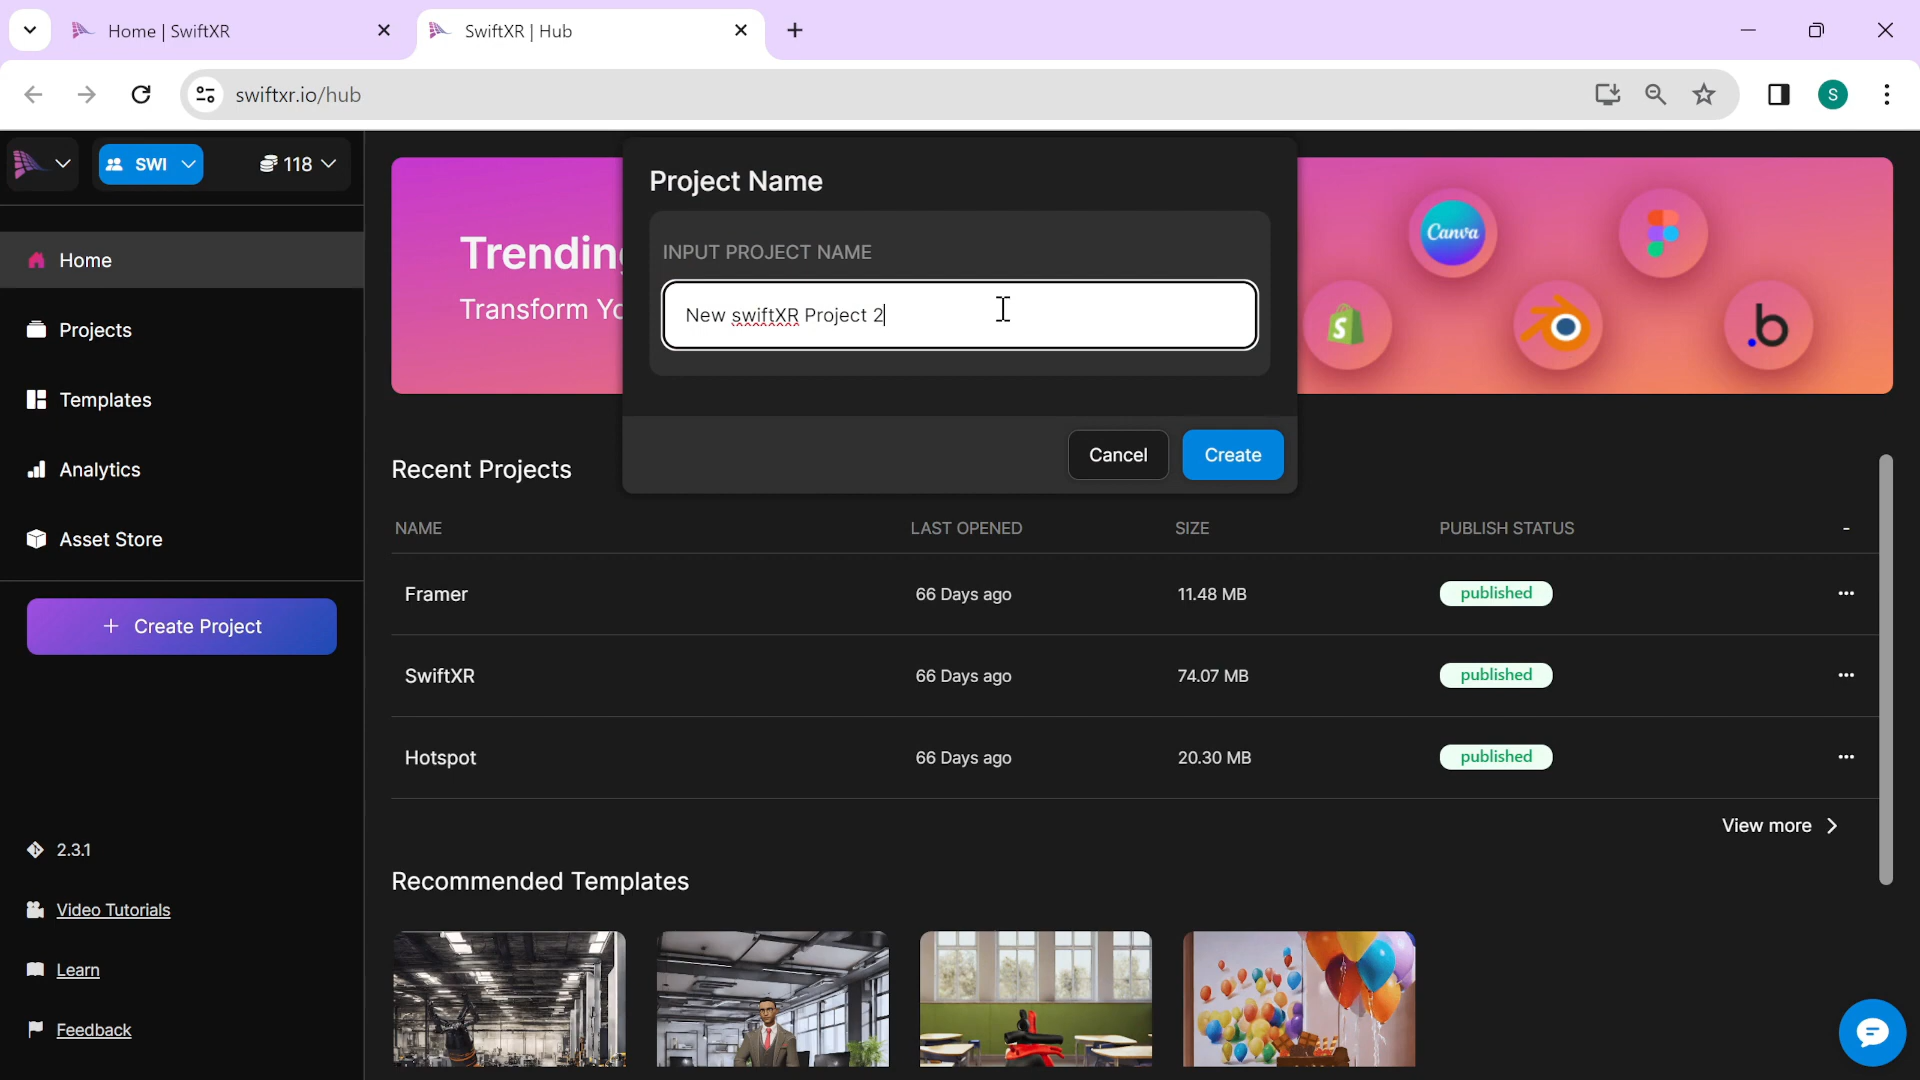 Home | SwiftXR
SwiftXR | Hub
swiftxr.io/hub
S
SWI
118
Home
Projects
Templates
Analytics
Asset Store
+ Create Project
2.3.1
Video Tutorials
Learn
Feedback
Trending
Transform Yo
Canva
b
Project Name
INPUT PROJECT NAME
New swiftXR Project 2
Cancel
Create
Recent Projects
NAME LAST OPENED SIZE PUBLISH STATUS -
Framer 66 Days ago 11.48 MB published ...
SwiftXR 66 Days ago 74.07 MB published ...
Hotspot 66 Days ago 20.30 MB published ...
View more >
Recommended Templates